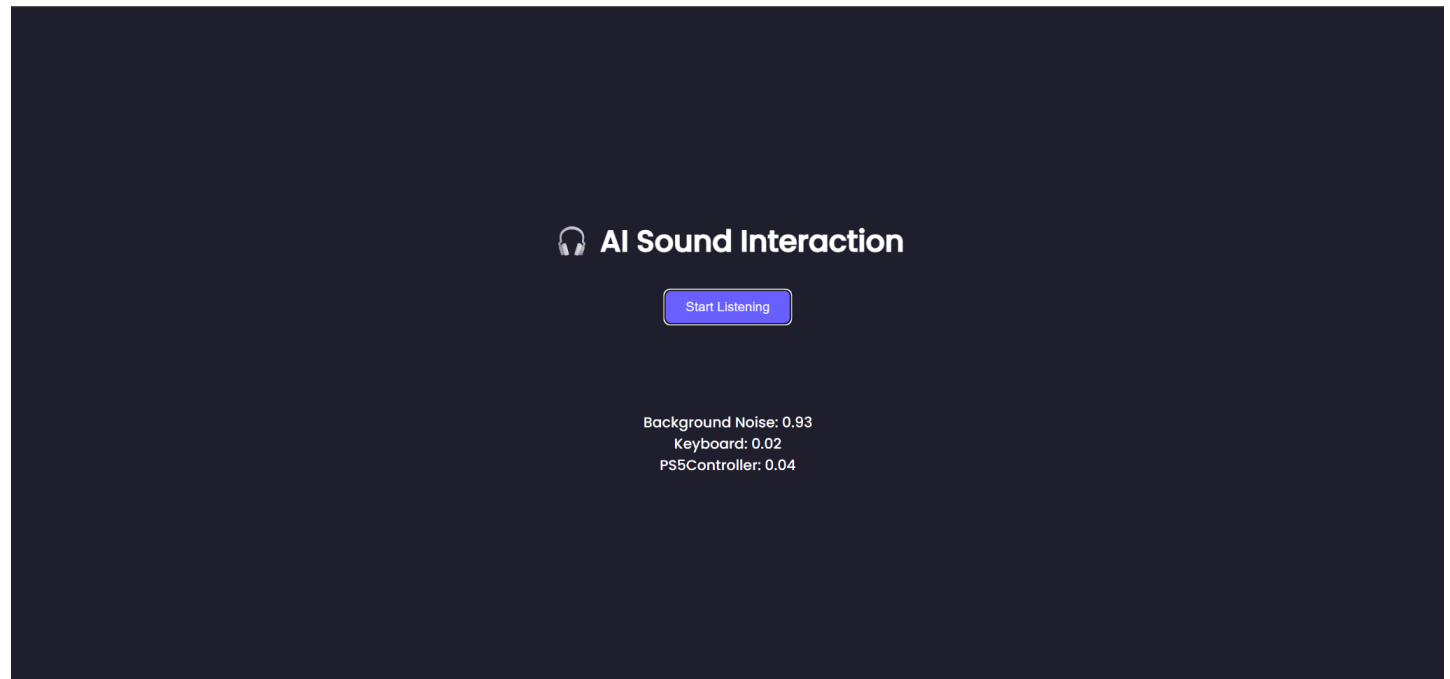 🎧 AI Sound Interaction
Start Listening
Background Noise: 0.93
Keyboard: 0.02
PS5Controller: 0.04